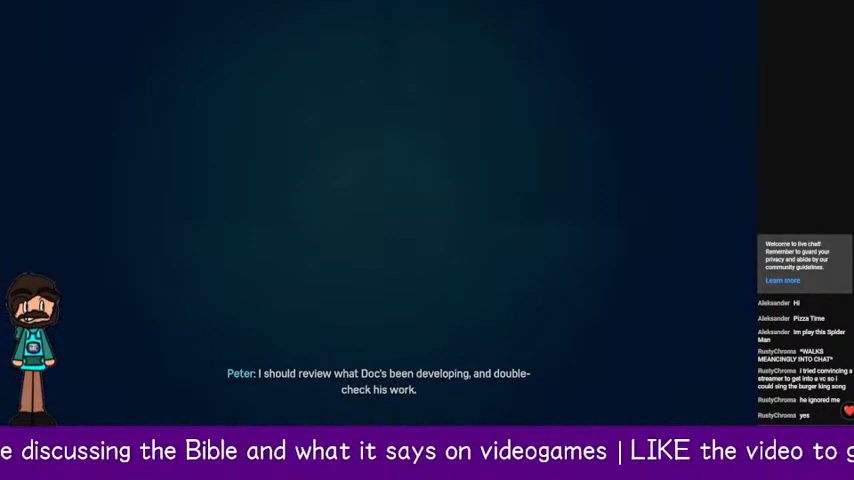 Welcome to live chat!
Remember to guard your
privacy and abide by our
community guidelines.
Learn more
Aleksander Hi
Aleksander Pizza Time
Aleksander Im play this Spider
Man
RustyChroma *WALKS
MEANCINGLY INTO CHAT*
RustyChroma i tried convincing a
streamer to get into a vc so i
could sing the burger king song
RustyChroma he ignored me
RustyChroma yes
Peter: I should review what Doc's been developing, and double-
check his work.
e discussing the Bible and what it says on videogames | LIKE the video to g